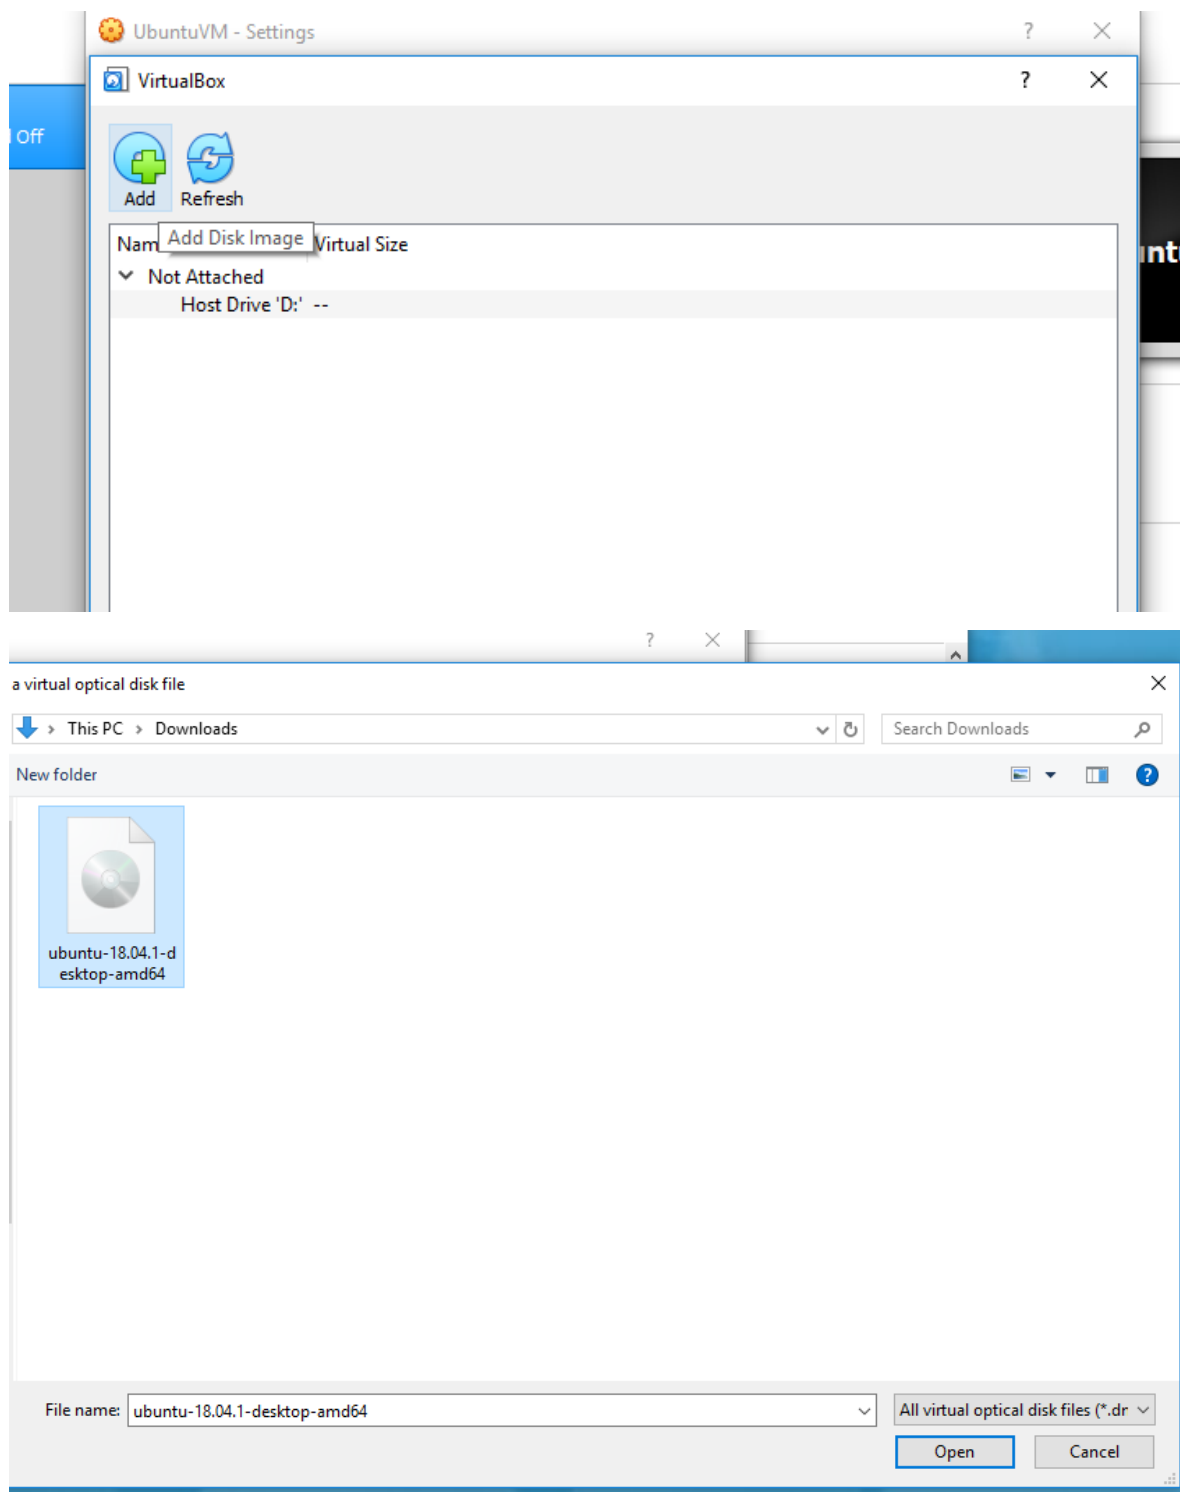 UbuntuVM - Settings
VirtualBox
Off
Add Refresh
Add Disk Image
Nam Virtual Size
Not Attached
Host Drive 'D:' --
a virtual optical disk file
This PC > Downloads
Search Downloads
New folder
ubuntu-18.04.1-d
esktop-amd64
File name: ubuntu-18.04.1-desktop-amd64
All virtual optical disk files (*.dr
Open Cancel